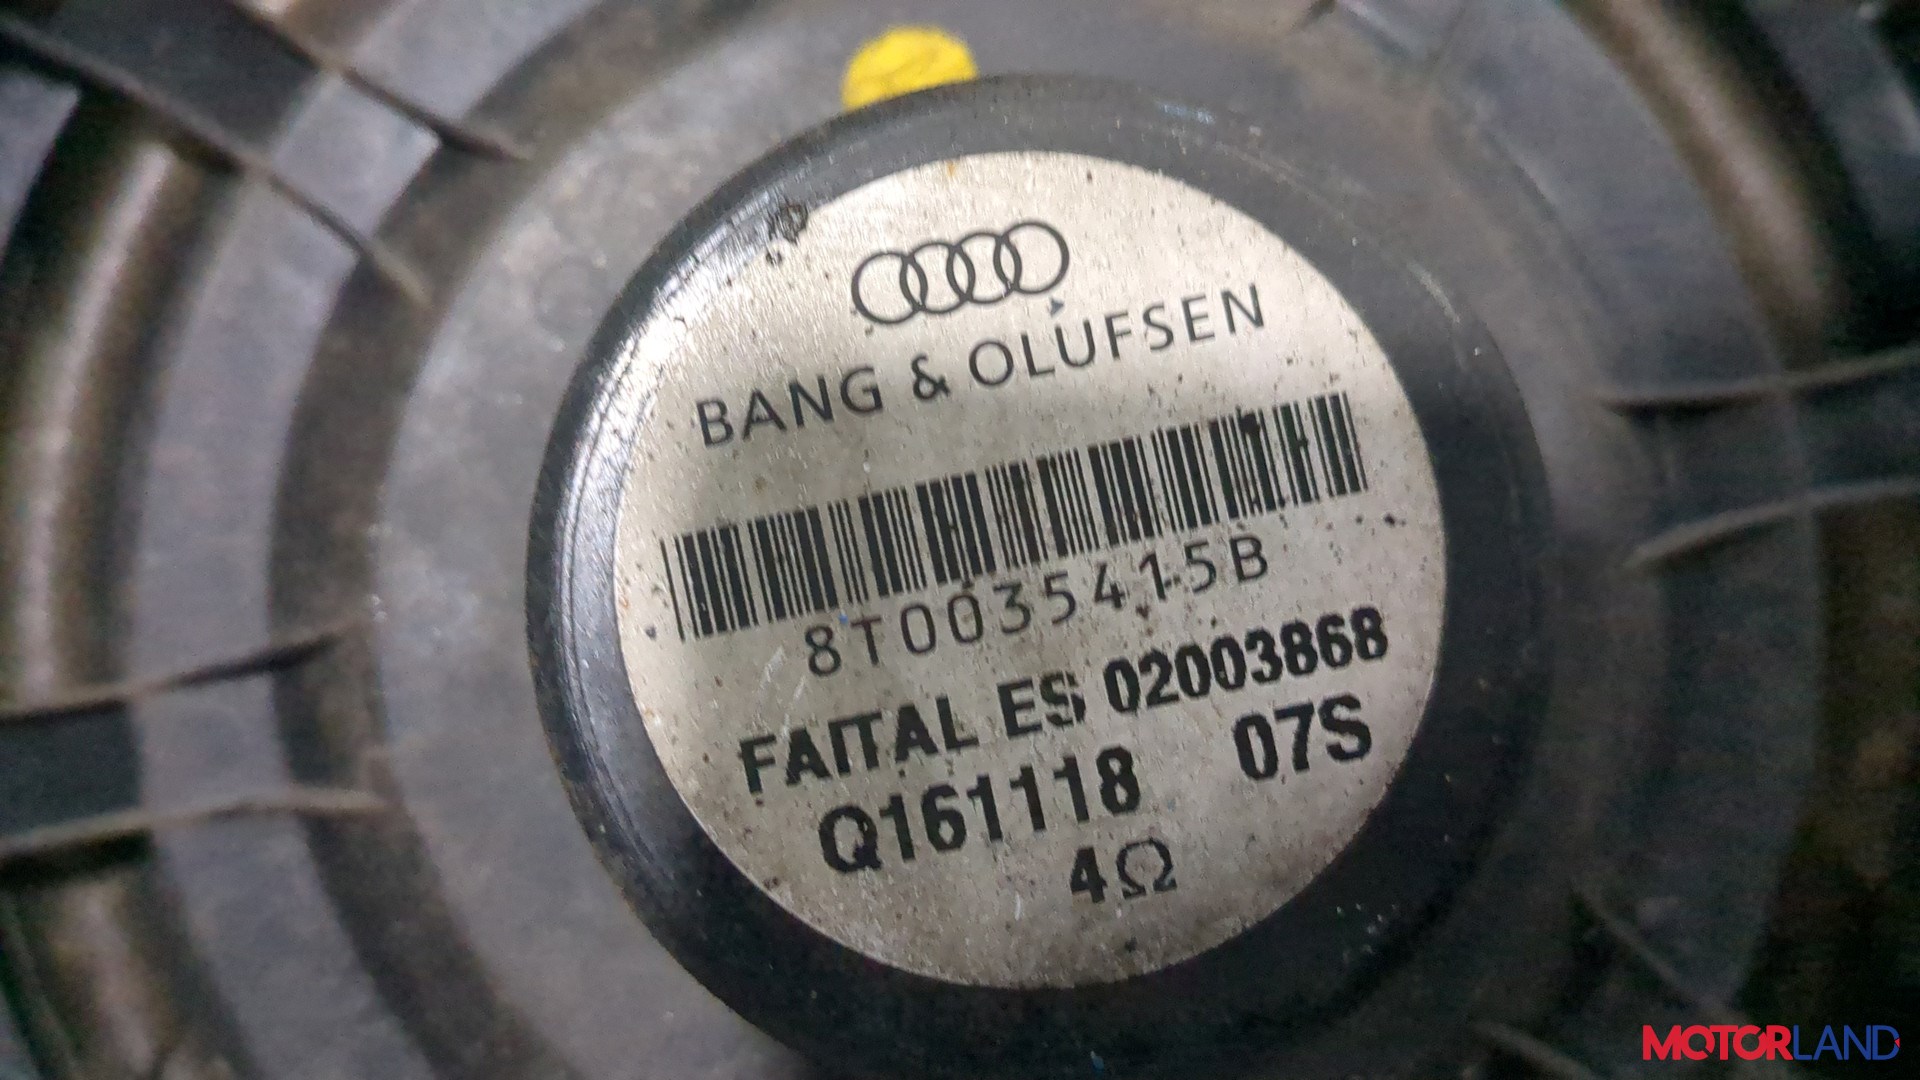 BANG & OLUFSEN
8T0035415B
FAITAL ES 02003868
Q161118 07S
4Ω
MOTORLAND